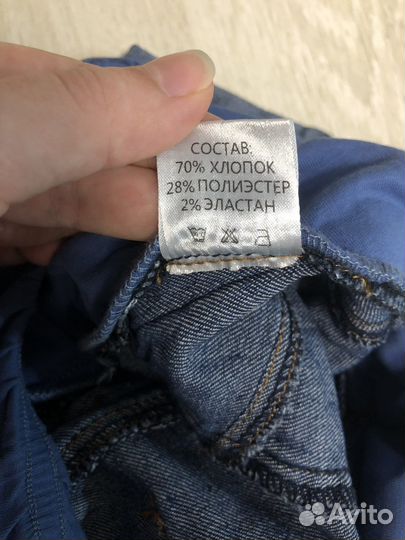 СОСТАВ:
70% ХЛОПОК
28% ПОЛИЭСТЕР
2% ЭЛАСТАН
Avito